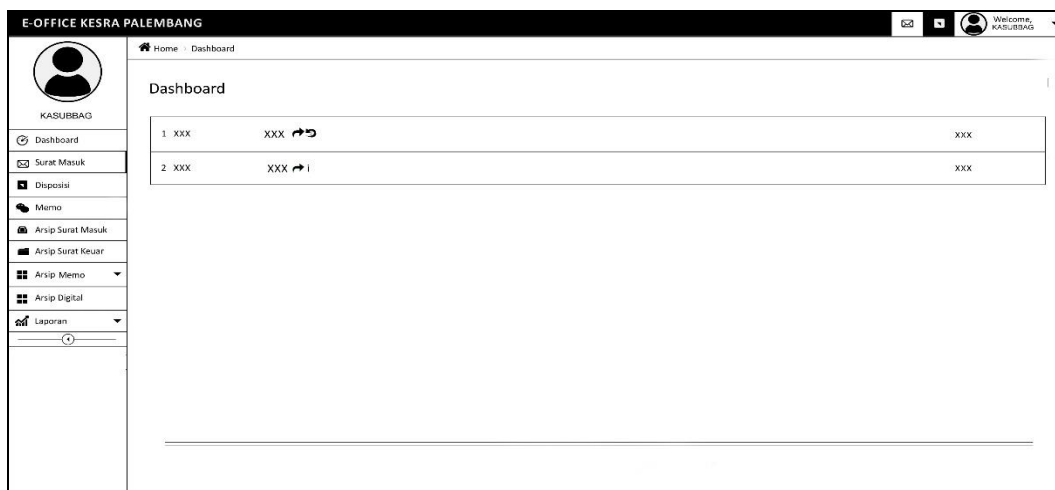 E-OFFICE KESRA PALEMBANG
Welcome,
KASUBBAG
Home Dashboard
KASUBBAG
Dashboard
Surat Masuk
Disposisi
Memo
Arsip Surat Masuk
Arsip Surat Keuar
Arsip Memo
Arsip Digital
Laporan
Dashboard
1 XXX XXX XXX
2 XXX XXX i XXX